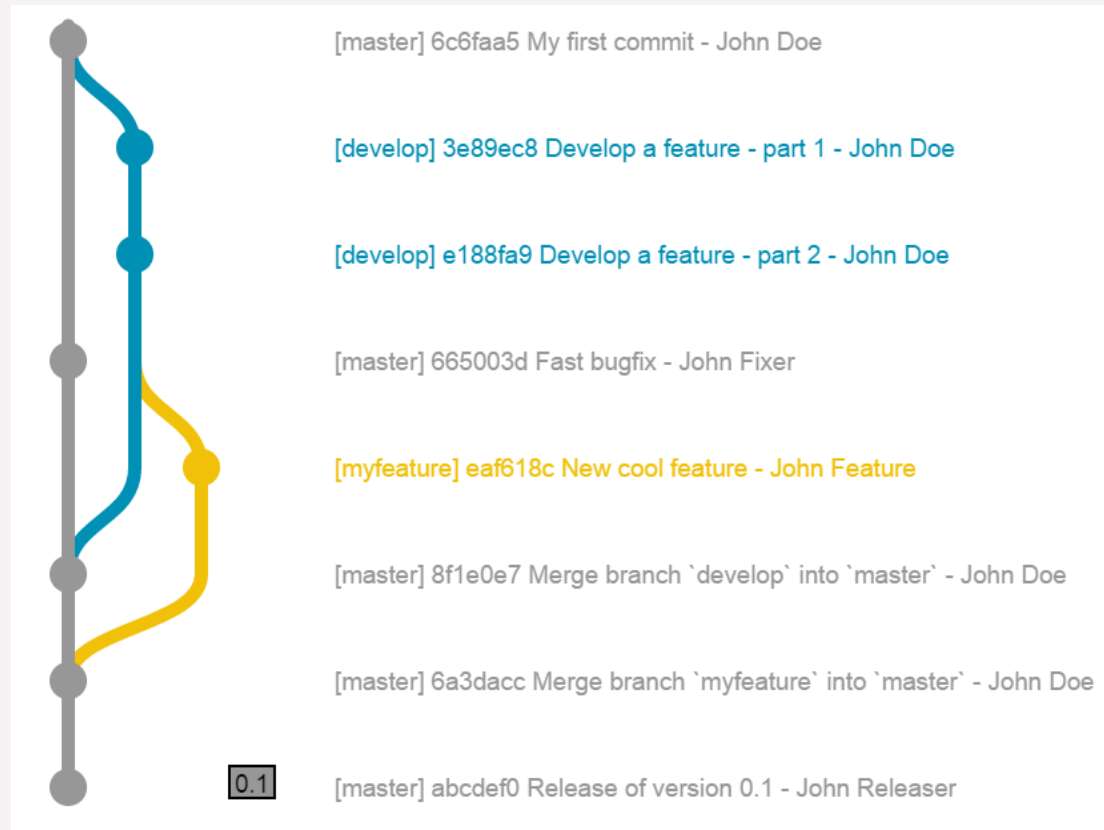 [master] 6c6faa5 My first commit - John Doe
[develop] 3e89ec8 Develop a feature - part 1 - John Doe
[develop] e188fa9 Develop a feature - part 2 - John Doe
[master] 665003d Fast bugfix - John Fixer
[myfeature] eaf618c New cool feature - John Feature
[master] 8f1e0e7 Merge branch `develop` into `master` - John Doe
[master] 6a3dacc Merge branch `myfeature` into `master` - John Doe
0.1 [master] abcdef0 Release of version 0.1 - John Releaser